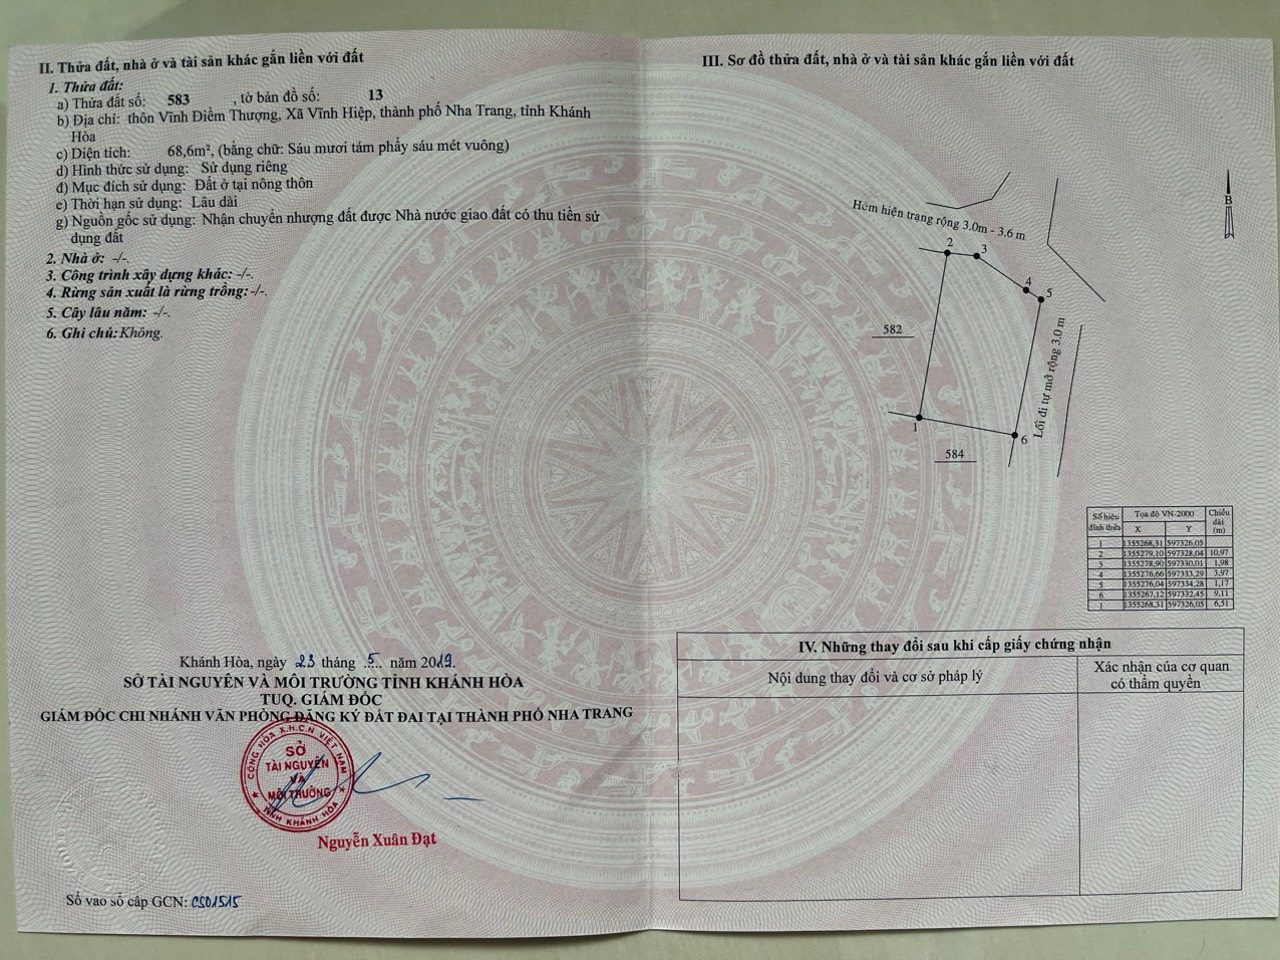 II. Thửa đất, nhà ở và tài sản khác gắn liền với đất
1. Thửa đất:
a) Thửa đất số: 583 , tờ bản đồ số: 13
b) Địa chỉ: thôn Vĩnh Điềm Thượng, Xã Vĩnh Hiệp, thành phố Nha Trang, tỉnh Khánh
Hòa
c) Diện tích: 68,6m², (bằng chữ: Sáu mươi tám phẩy sáu mét vuông)
d) Hình thức sử dụng: Sử dụng riêng
đ) Mục đích sử dụng: Đất ở tại nông thôn
e) Thời hạn sử dụng: Lâu dài
g) Nguồn gốc sử dụng: Nhận chuyển nhượng đất được Nhà nước giao đất có thu tiền sử
dụng đất
2. Nhà ở: -/-.
3. Công trình xây dựng khác: -/-.
4. Rừng sản xuất là rừng trồng: -/-.
5. Cây lâu năm: -/-.
6. Ghi chú: Không.
Khánh Hòa, ngày 23 tháng .5.. năm 2019.
SỞ TÀI NGUYÊN VÀ MÔI TRƯỜNG TỈNH KHÁNH HÒA
TUQ. GIÁM ĐỐC
GIÁM ĐỐC CHI NHÁNH VĂN PHÒNG ĐĂNG KÝ ĐẤT ĐAI TẠI THÀNH PHỐ NHA TRANG
CỘNG HÒA X.H.C.N VIỆT NAM
SỞ
TÀI NGUYÊN
VÀ
MÔI TRƯỜNG
TỈNH KHÁNH HÒA
Nguyễn Xuân Đạt
Số vào sổ cấp GCN: CS01515
III. Sơ đồ thửa đất, nhà ở và tài sản khác gắn liền với đất
Hẻm hiện trạng rộng 3.0m - 3.6 m
B
2
3
4
5
582
Lối đi tự mở rộng 3.0 m
1
6
584
Số hiệu đỉnh thửa Tọa độ VN-2000 Chiều dài (m)
X Y
1 1355268,31 597326,05
2 1355279,10 597328,04 10,97
3 1355278,90 597330,01 1,98
4 1355276,66 597333,29 3,97
5 1355276,04 597334,28 1,17
6 1355267,12 597332,45 9,11
1 1355268,31 597326,05 6,51
IV. Những thay đổi sau khi cấp giấy chứng nhận
Nội dung thay đổi và cơ sở pháp lý
Xác nhận của cơ quan
có thẩm quyền